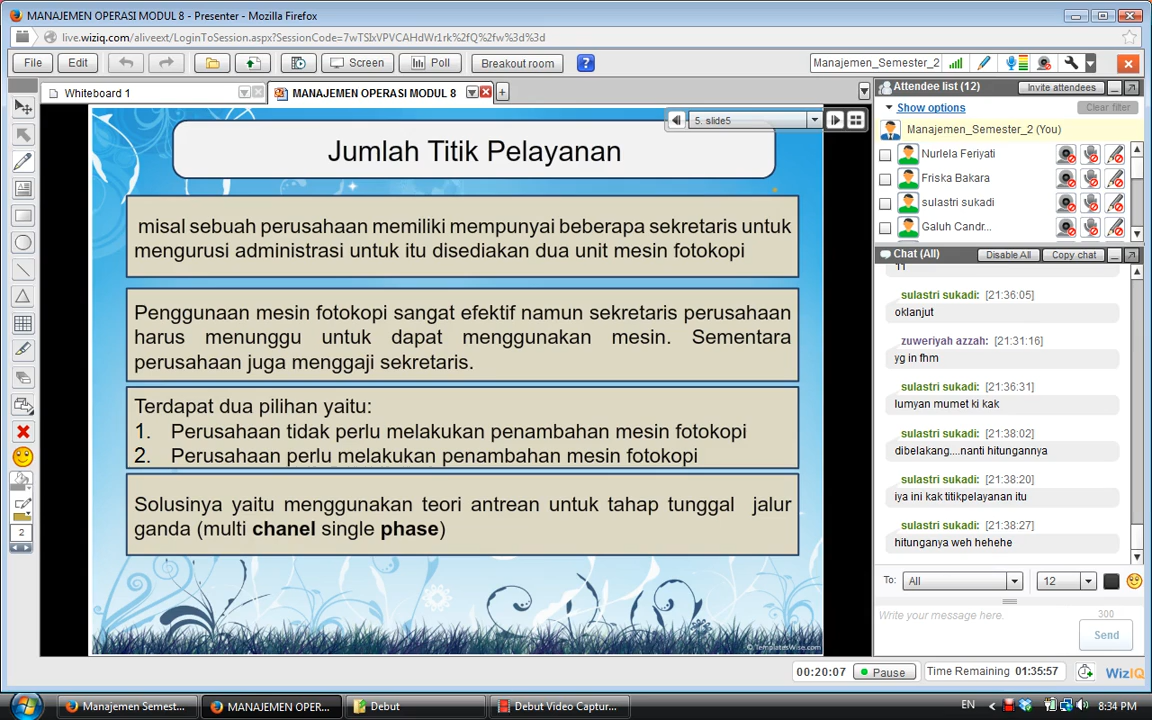 MANAJEMEN OPERASI MODUL 8 - Presenter - Mozilla Firefox
live.wiziq.com/aliveext/LoginToSession.aspx?SessionCode=7wTSIxVPVCAHdWr1rk%2fQ%2fw%3d%3d
File Edit Screen Poll Breakout room ? Manajemen_Semester_2
Whiteboard 1 MANAJEMEN OPERASI MODUL 8
5. slide5
Jumlah Titik Pelayanan
misal sebuah perusahaan memiliki mempunyai beberapa sekretaris untuk
mengurusi administrasi untuk itu disediakan dua unit mesin fotokopi
Penggunaan mesin fotokopi sangat efektif namun sekretaris perusahaan
harus menunggu untuk dapat menggunakan mesin. Sementara
perusahaan juga menggaji sekretaris.
Terdapat dua pilihan yaitu:
1. Perusahaan tidak perlu melakukan penambahan mesin fotokopi
2. Perusahaan perlu melakukan penambahan mesin fotokopi
Solusinya yaitu menggunakan teori antrean untuk tahap tunggal jalur
ganda (multi chanel single phase)
© TemplatesWise.com
2
Attendee list (12) Invite attendees
Show options Clear filter
Manajemen_Semester_2 (You)
Nurlela Feriyati
Friska Bakara
sulastri sukadi
Galuh Candr...
Chat (All) Disable All Copy chat
sulastri sukadi: [21:36:05]
oklanjut
zuweriyah azzah: [21:31:16]
yg in fhm
sulastri sukadi: [21:36:31]
lumyan mumet ki kak
sulastri sukadi: [21:38:02]
dibelakang....nanti hitungannya
sulastri sukadi: [21:38:20]
iya ini kak titikpelayanan itu
sulastri sukadi: [21:38:27]
hitunganya weh hehehe
To: All 12
Write your message here. 300
Send
00:20:07 Pause Time Remaining 01:35:57 WizIQ
Manajemen Semest... MANAJEMEN OPER... Debut Debut Video Captur... EN 8:34 PM